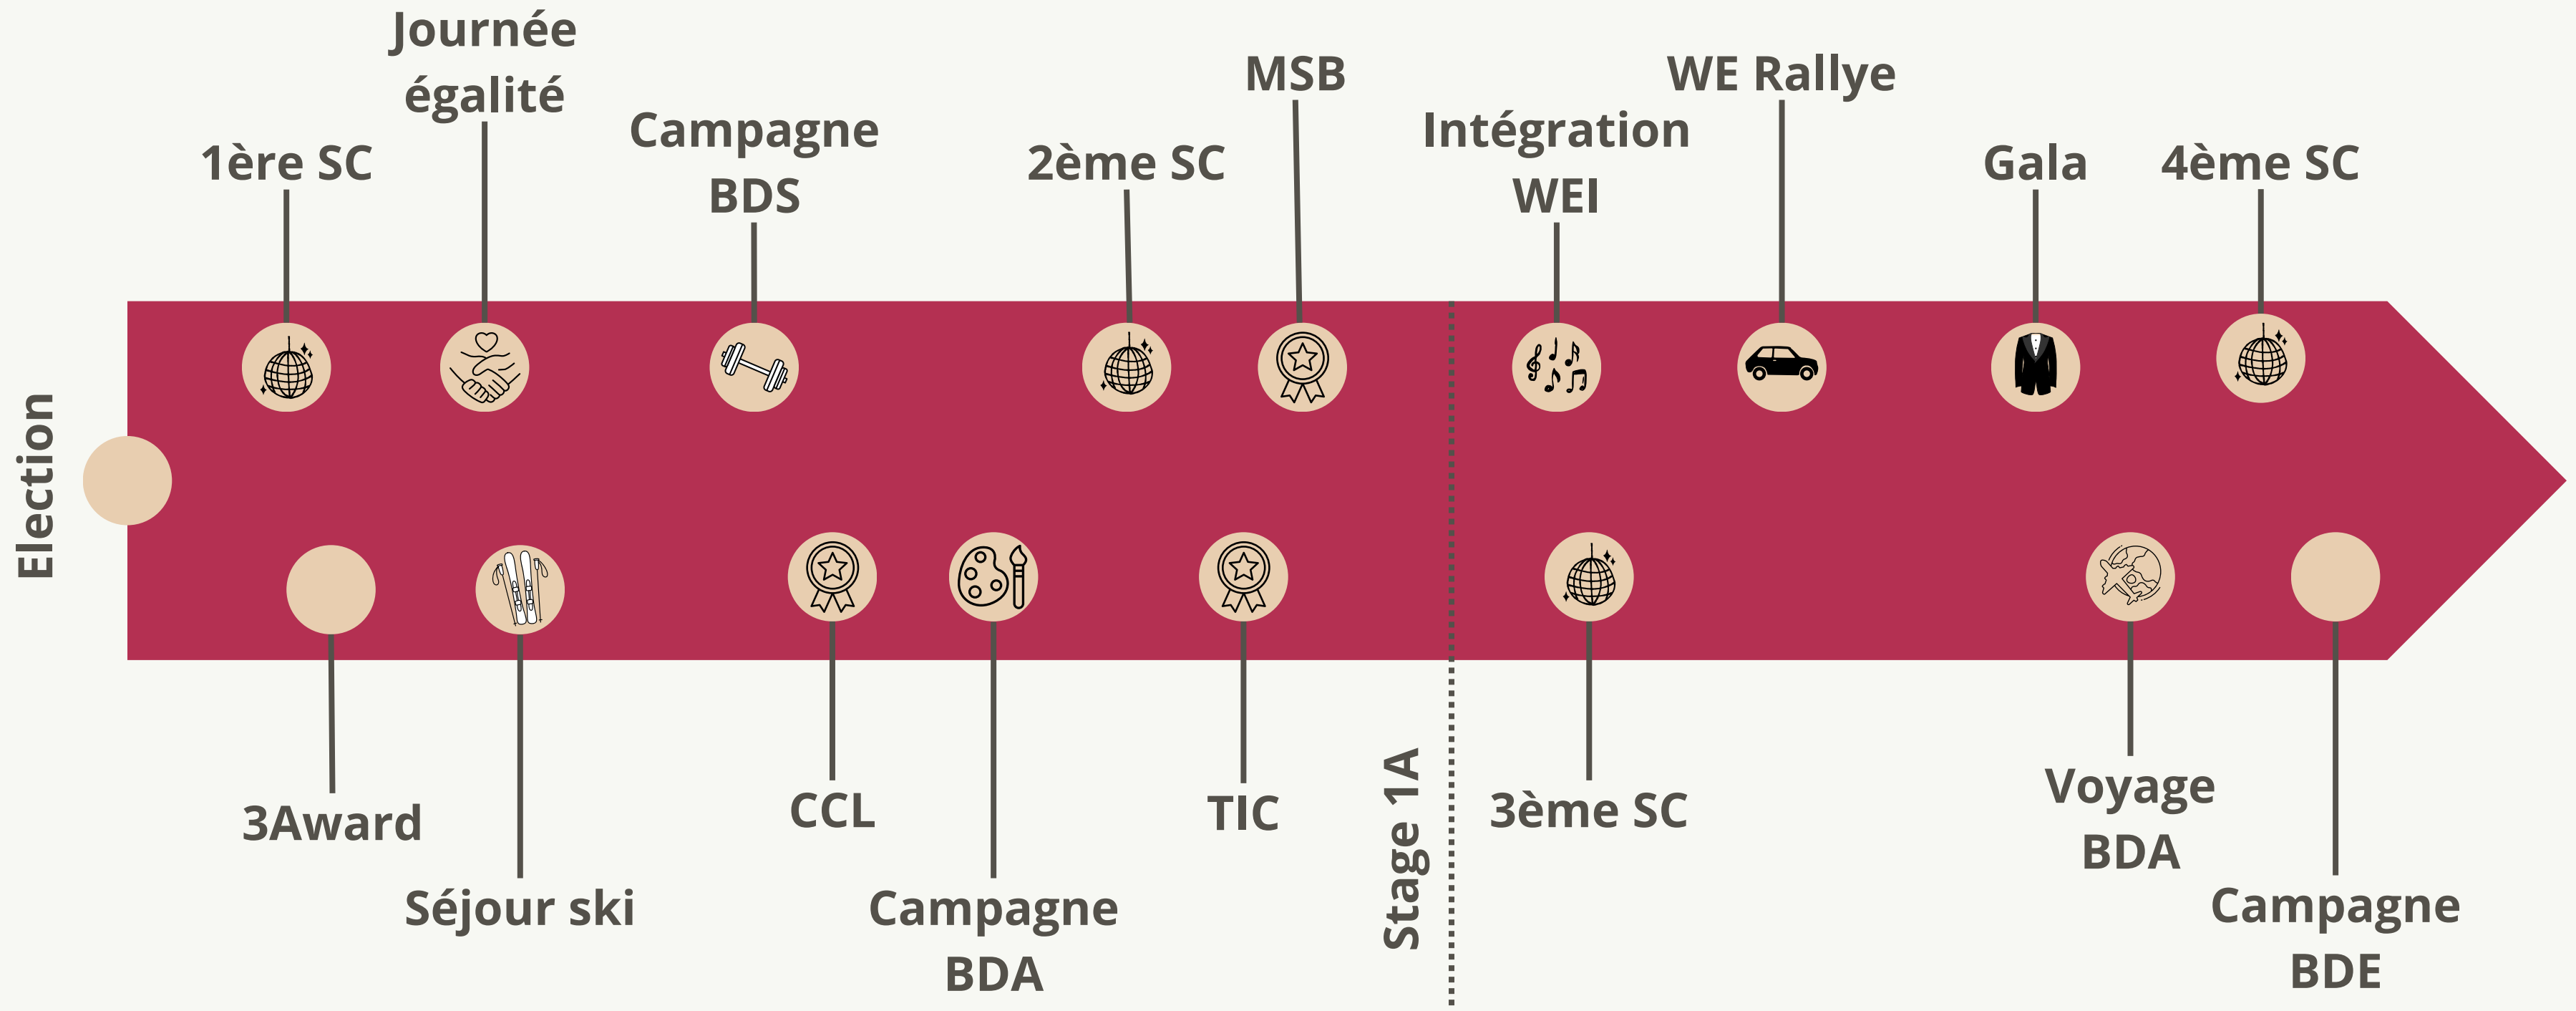 Journée
égalité
MSB
WE Rallye
Campagne
BDS
Intégration
WEI
1ère SC
2ème SC
Gala
4ème SC
Election
Stage 1A
3Award
CCL
TIC
3ème SC
Voyage
BDA
Séjour ski
Campagne
BDA
Campagne
BDE